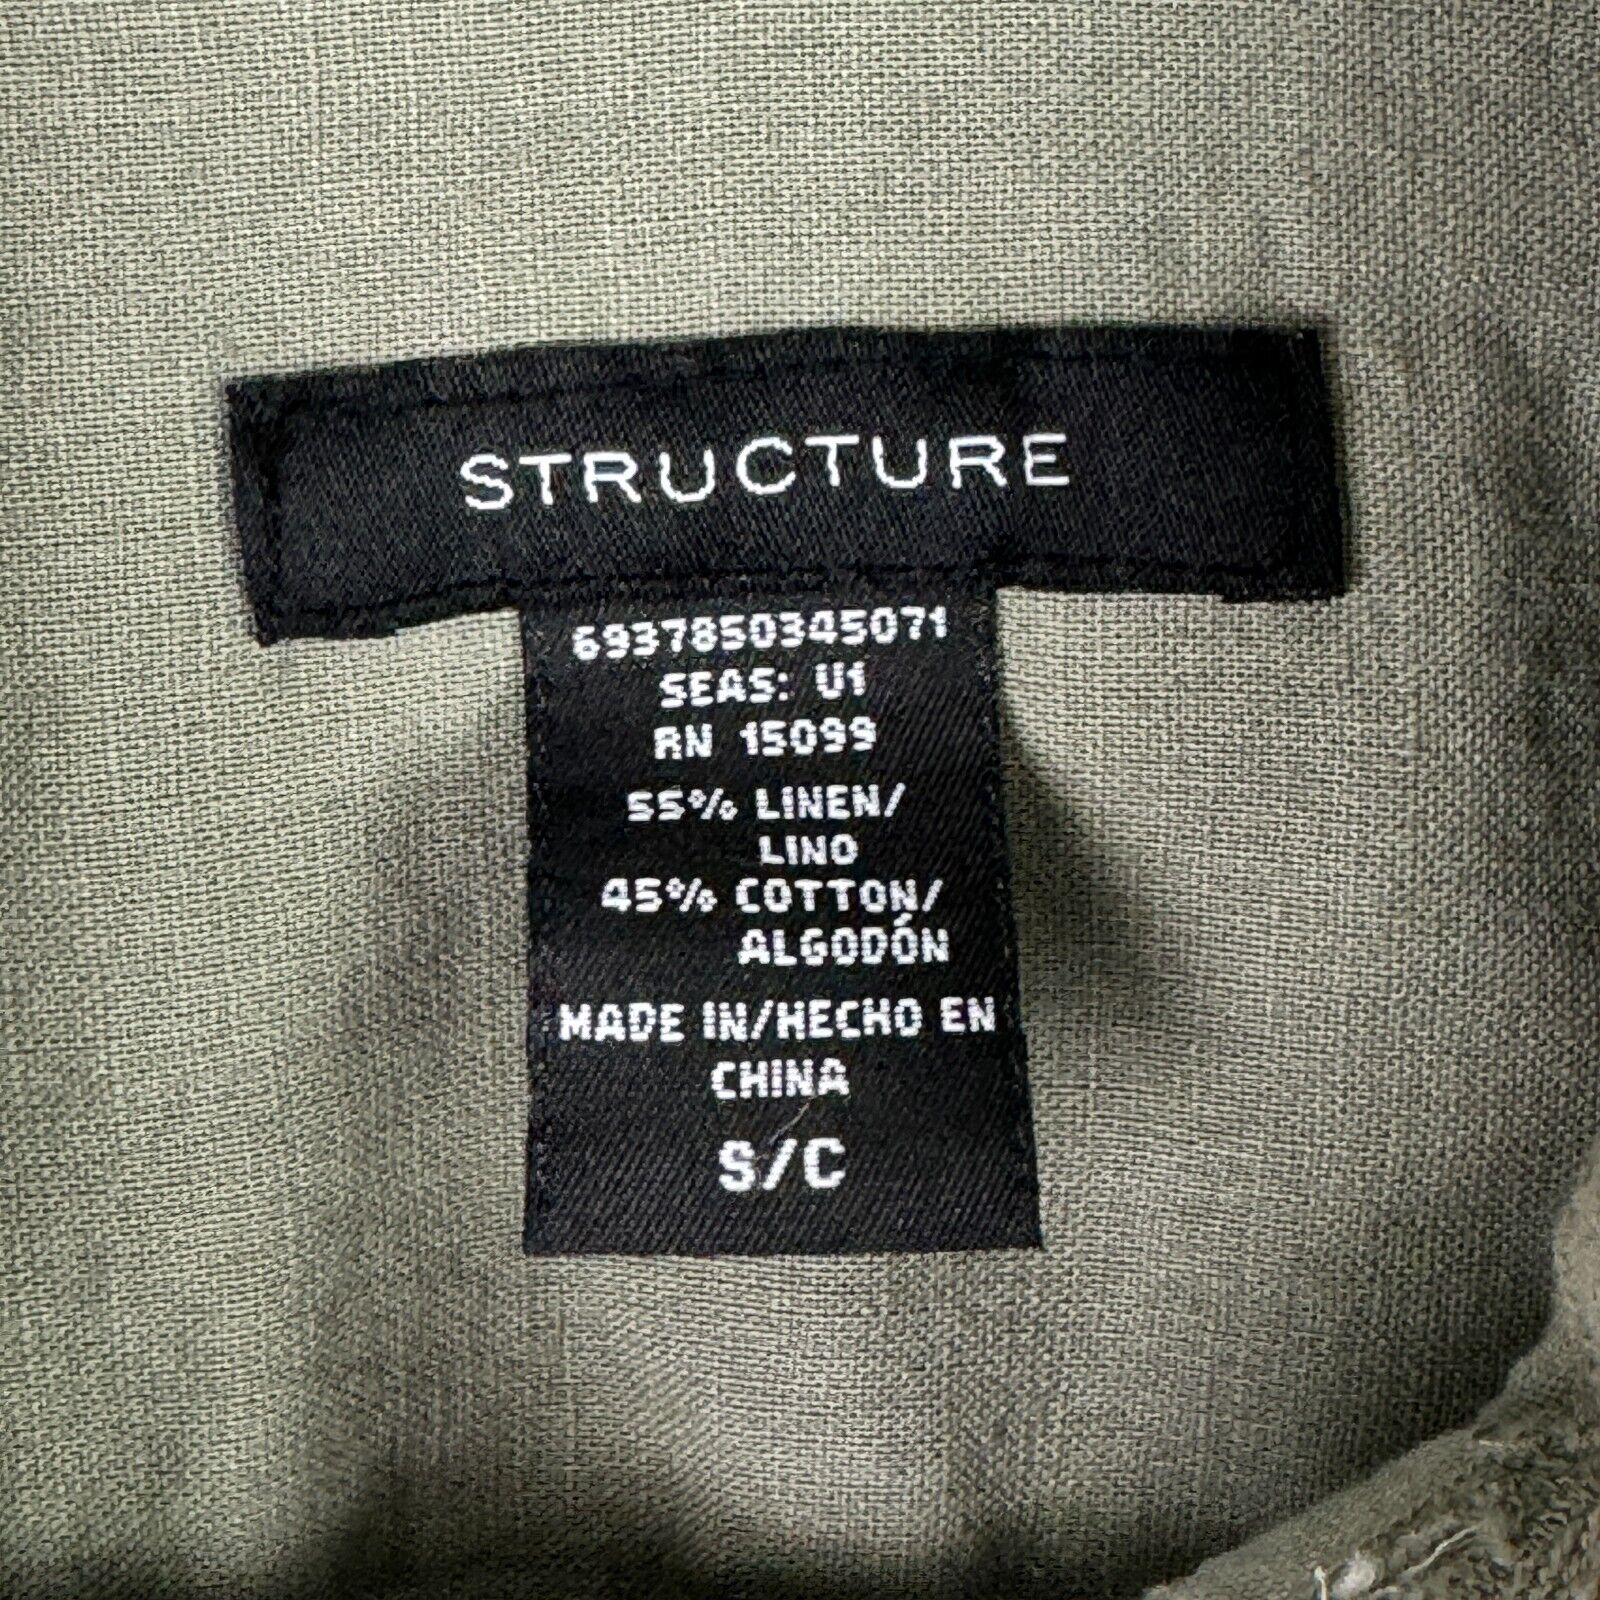 STRUCTURE
6937850345071
SEAS: U1
RN 15099
55% LINEN/
LINO
45% COTTON/
ALGODÓN
MADE IN/HECHO EN
CHINA
S/C